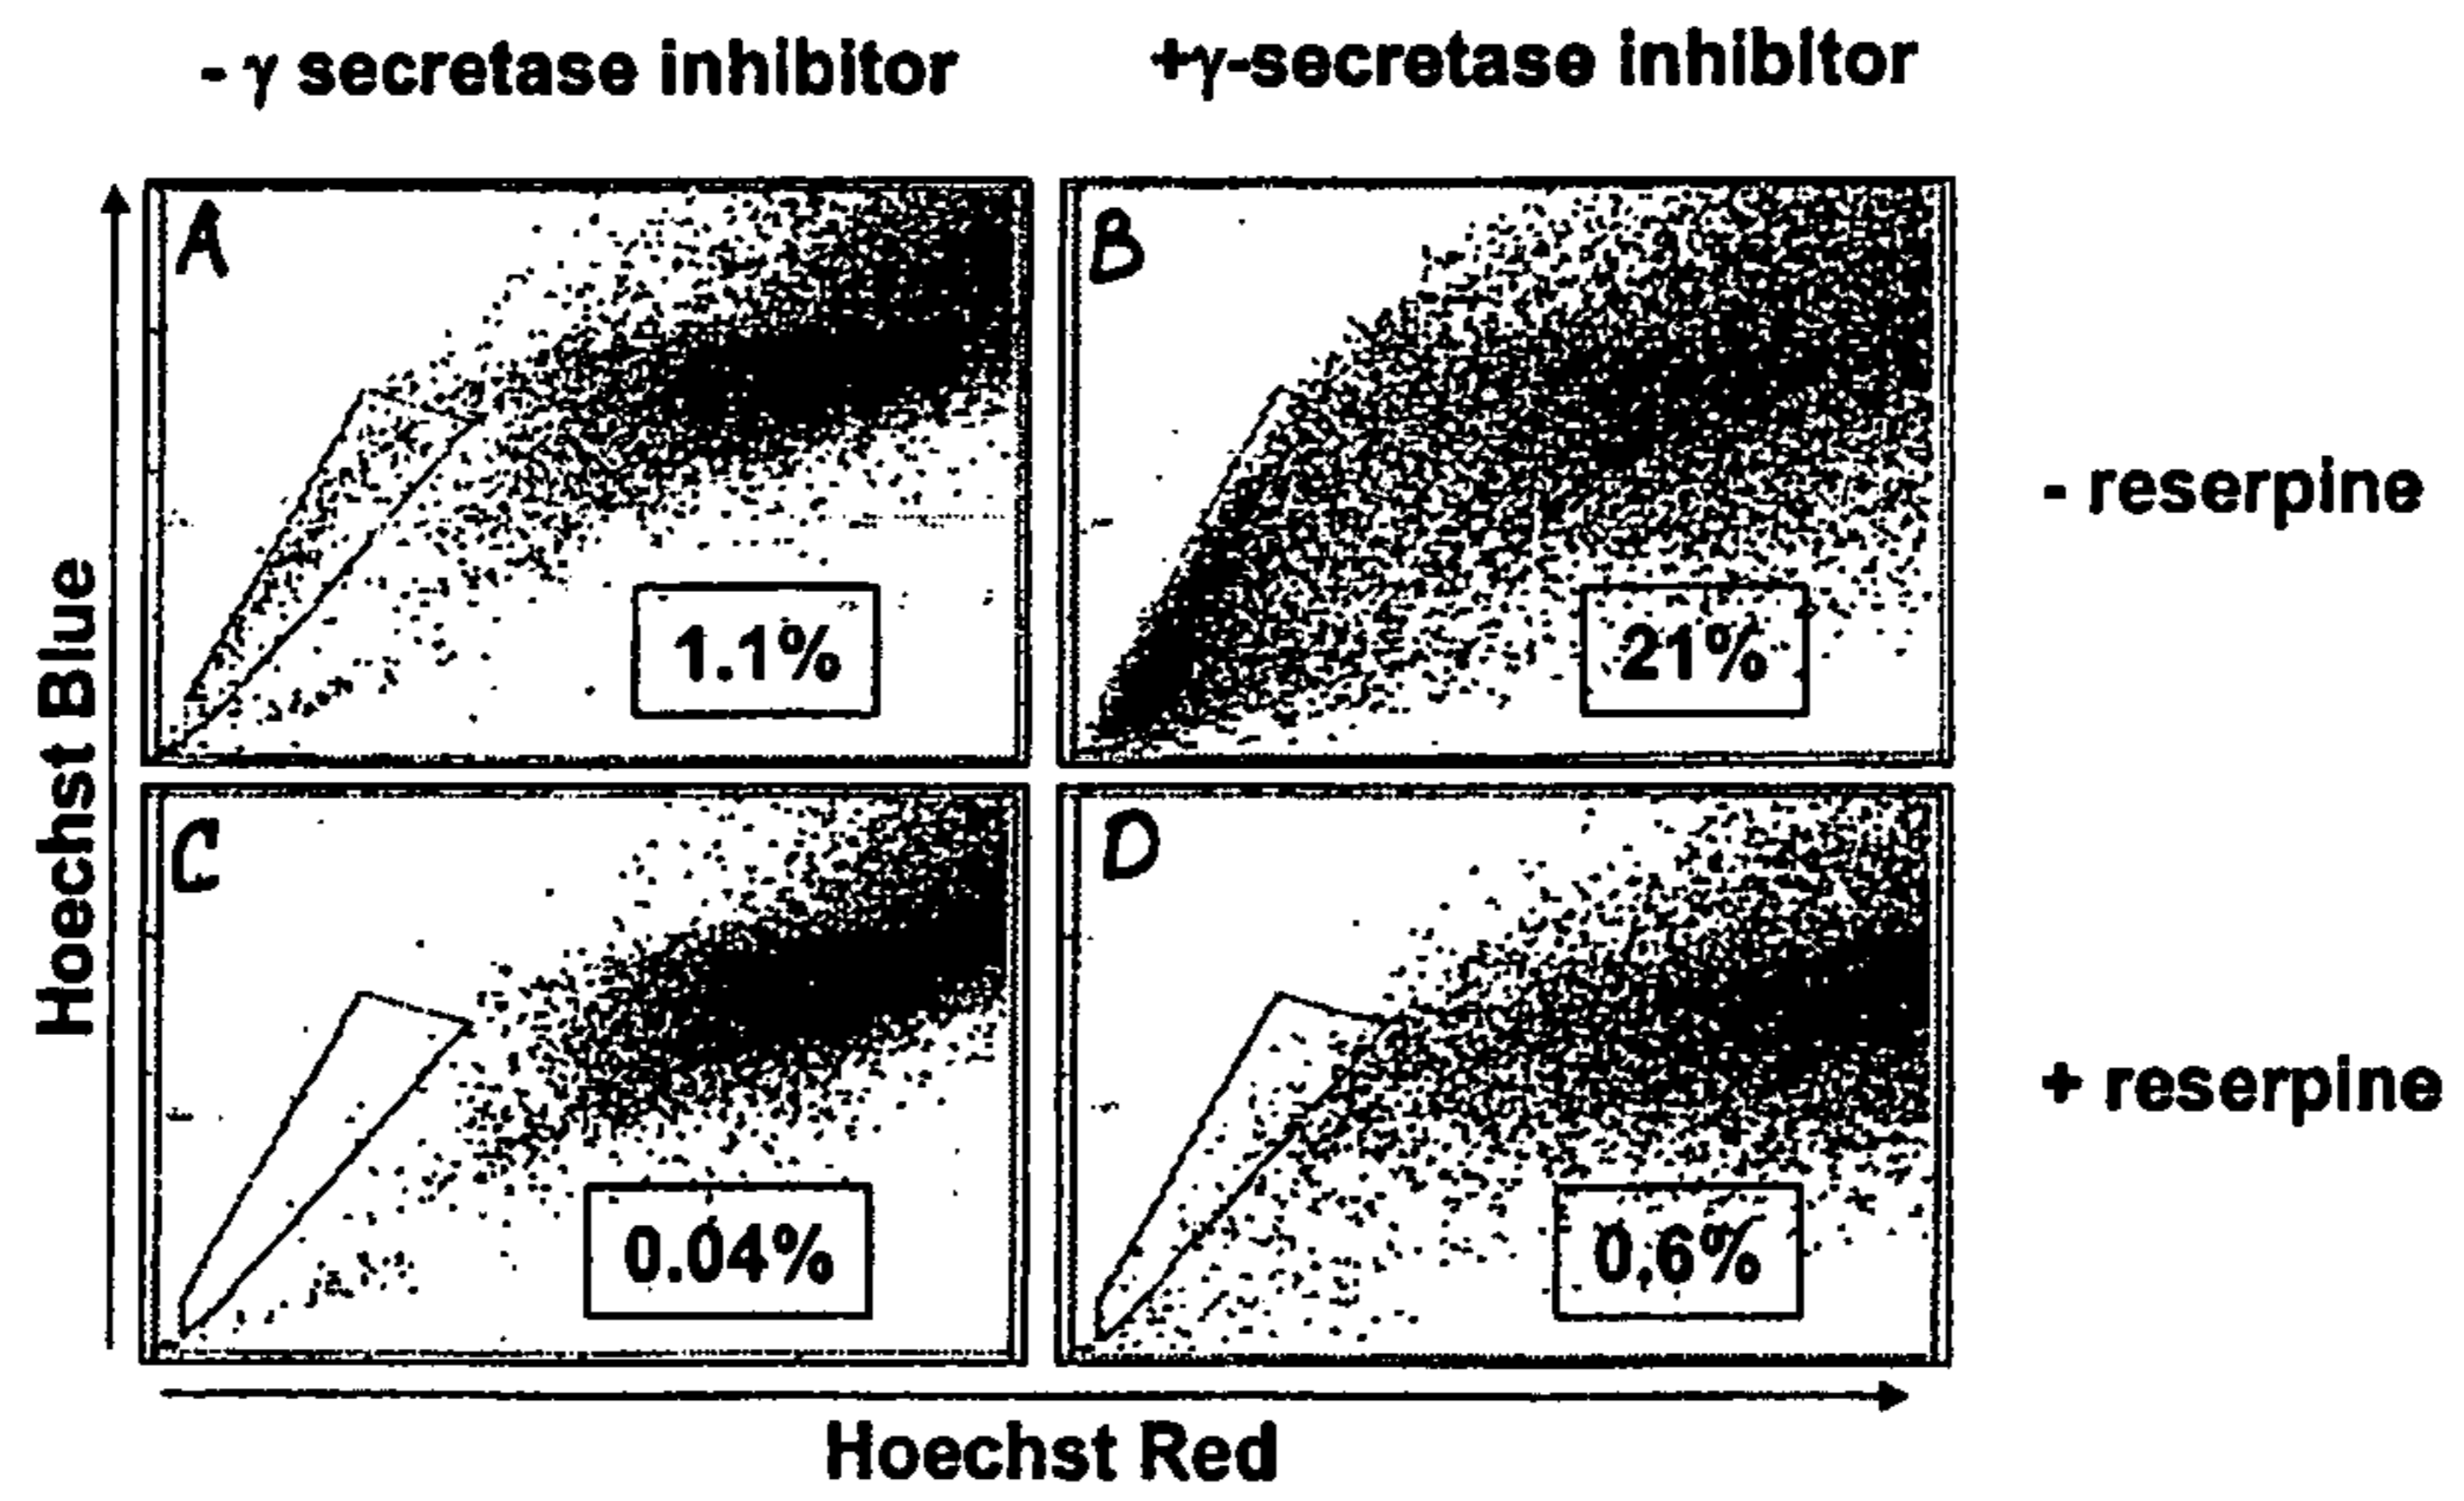 - γ secretase inhibitor
+γ-secretase inhibitor
A
B
1.1%
21%
- reserpine
Hoechst Blue
C
D
0.04%
0,6%
+ reserpine
Hoechst Red